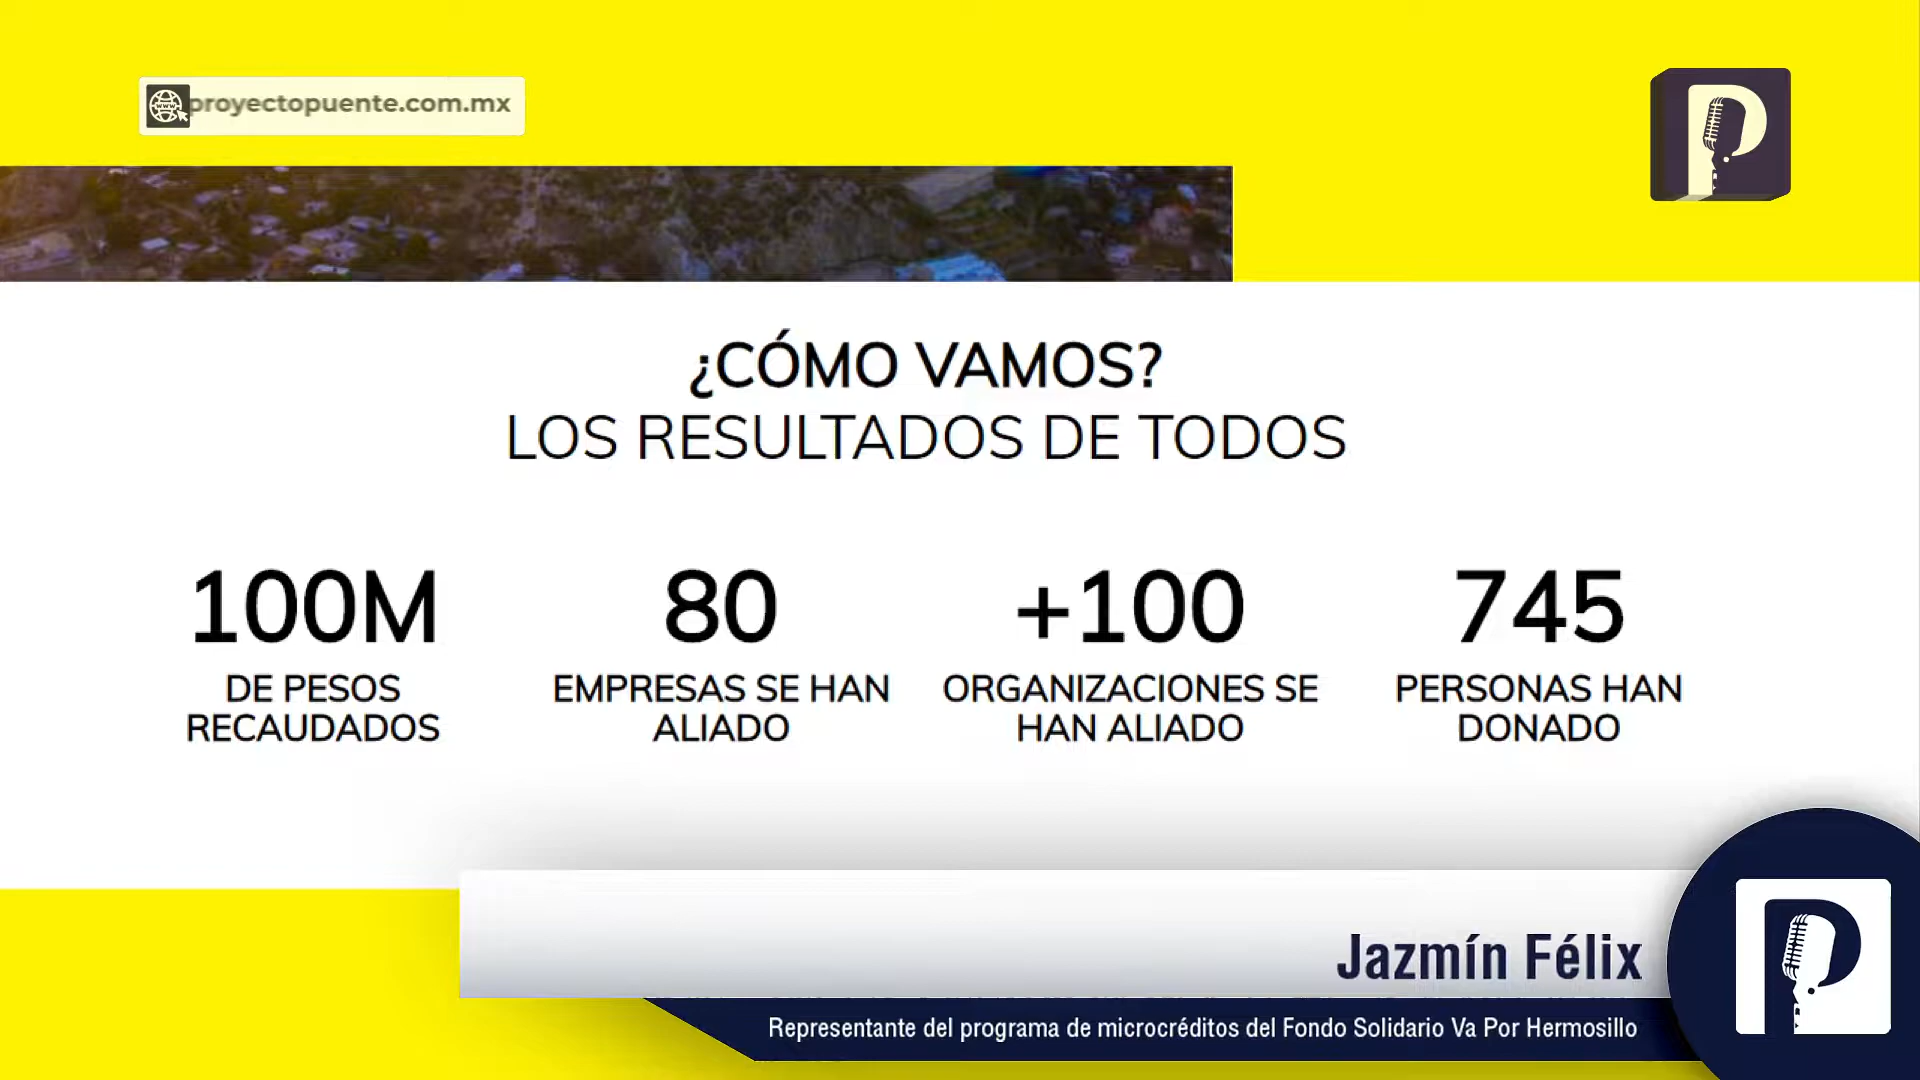 proyectopuente.com.mx
¿CÓMO VAMOS?
LOS RESULTADOS DE TODOS
100M
DE PESOS
RECAUDADOS
80
EMPRESAS SE HAN
ALIADO
+100
ORGANIZACIONES SE
HAN ALIADO
745
PERSONAS HAN
DONADO
Jazmín Félix
Representante del programa de microcréditos del Fondo Solidario Va Por Hermosillo